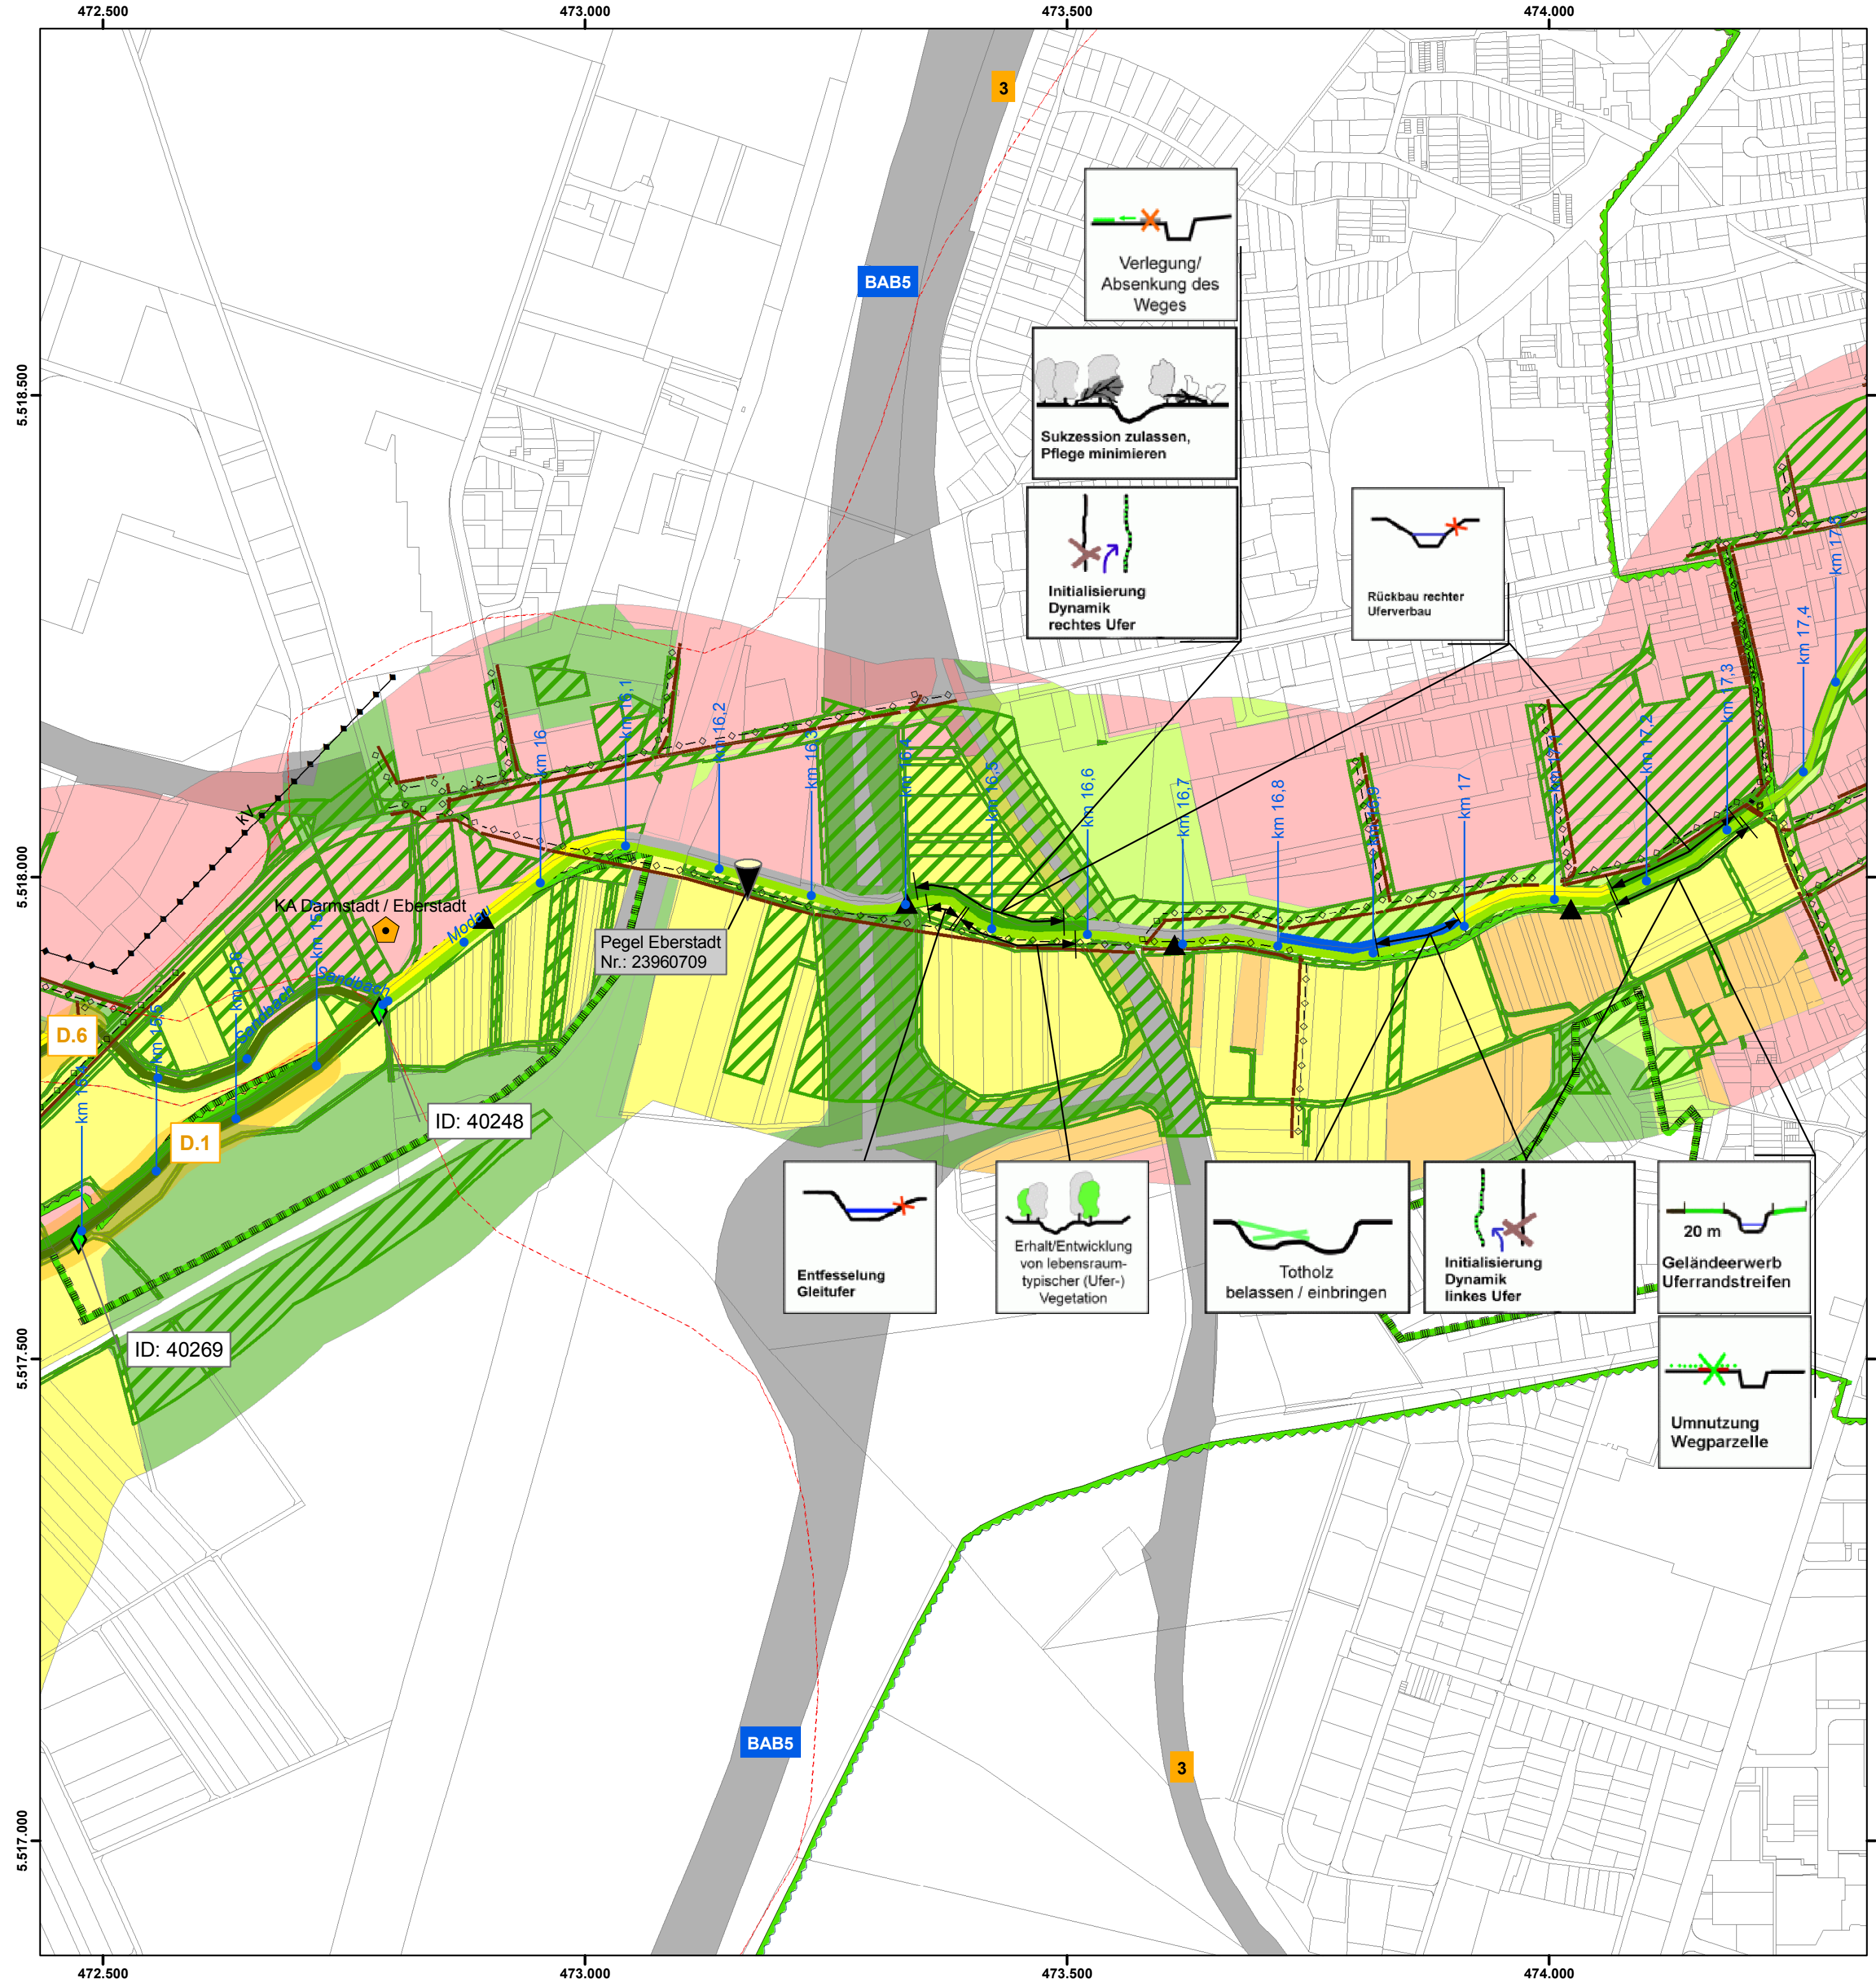 472.500
473.000
473.500
474.000
3
BAB5
Verlegung/
Absenkung des
Weges
5.518.500
5.518.500
Sukzession zulassen,
Pflege minimieren
Initialisierung
Dynamik
rechtes Ufer
Rückbau rechter
Uferverbau
km 17,4
km 17,3
km 17,2
km 17,1
km 17
km 16,9
km 16,8
km 16,7
km 16,6
km 16,5
km 16,4
km 16,3
km 16,2
km 16,1
km 16
kV
5.518.000
KA Darmstadt / Eberstadt
Modau
Pegel Eberstadt
Nr.: 23960709
Sandbach
Sandbach
km 15,8
km 15,5
D.6
D.1
ID: 40248
Entfesselung
Gleitufer
Erhalt/Entwicklung
von lebensraum-
typischer (Ufer-)
Vegetation
Totholz
belassen / einbringen
Initialisierung
Dynamik
linkes Ufer
20 m
Geländeerwerb
Uferrandstreifen
ID: 40269
5.517.500
Umnutzung
Wegparzelle
BAB5
3
5.517.000
472.500
473.000
473.500
474.000